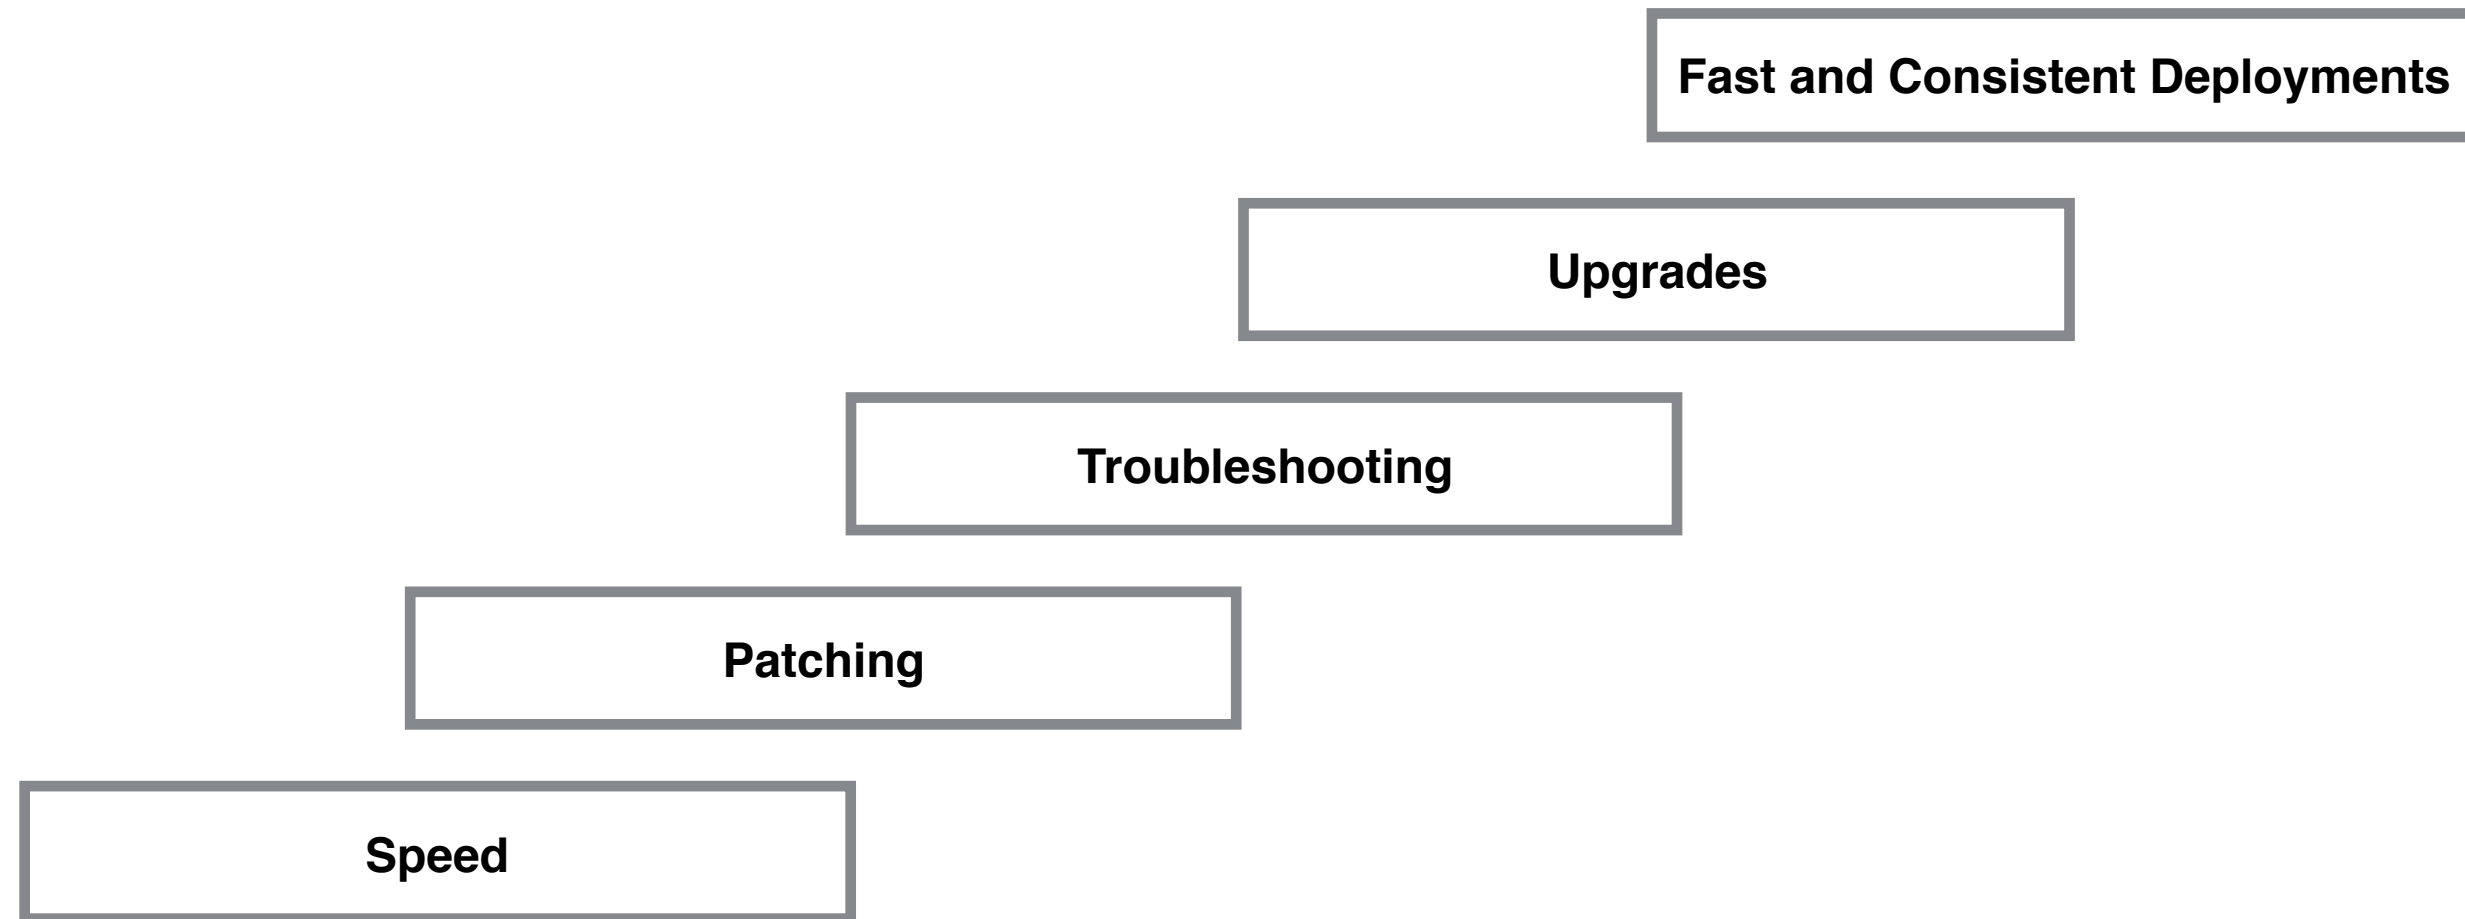 Fast and Consistent Deployments
Upgrades
Troubleshooting
Patching
Speed